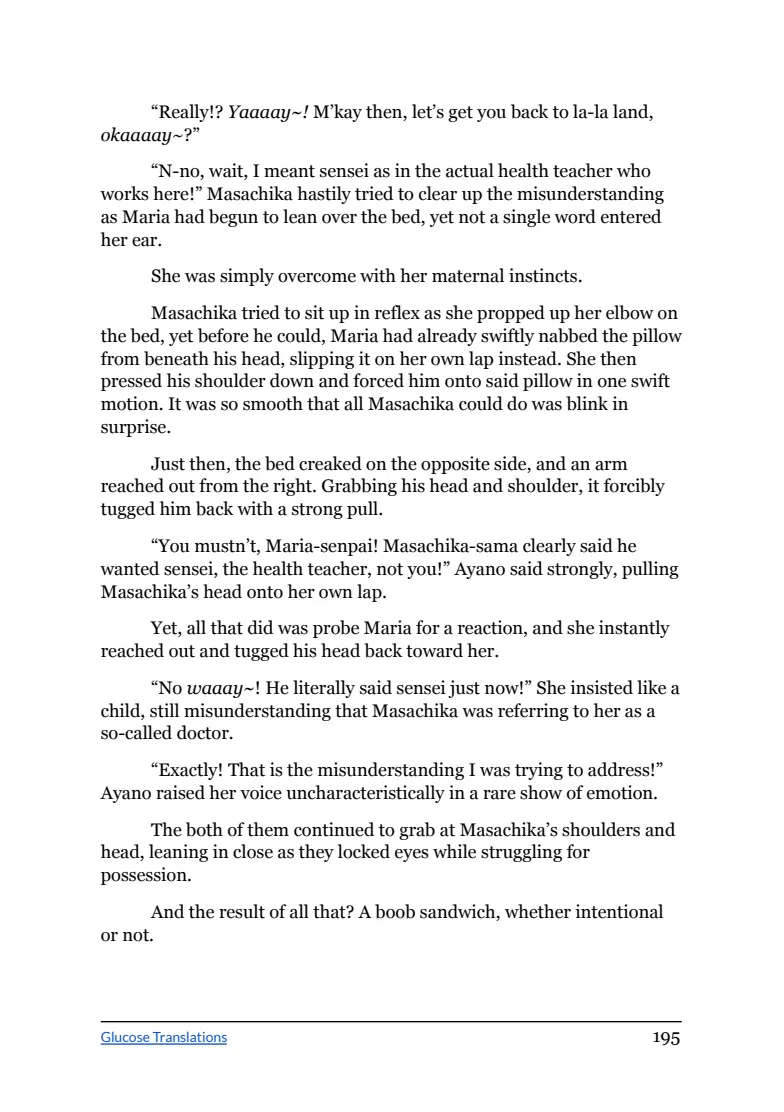 “Really!? Yaaaay~! M’kay then, let’s get you back to la-la land,
okaaaay~?”
“N-no, wait, I meant sensei as in the actual health teacher who
works here!” Masachika hastily tried to clear up the misunderstanding
as Maria had begun to lean over the bed, yet not a single word entered
her ear.
She was simply overcome with her maternal instincts.
Masachika tried to sit up in reflex as she propped up her elbow on
the bed, yet before he could, Maria had already swiftly nabbed the pillow
from beneath his head, slipping it on her own lap instead. She then
pressed his shoulder down and forced him onto said pillow in one swift
motion. It was so smooth that all Masachika could do was blink in
surprise.
Just then, the bed creaked on the opposite side, and an arm
reached out from the right. Grabbing his head and shoulder, it forcibly
tugged him back with a strong pull.
“You mustn’t, Maria-senpai! Masachika-sama clearly said he
wanted sensei, the health teacher, not you!” Ayano said strongly, pulling
Masachika’s head onto her own lap.
Yet, all that did was probe Maria for a reaction, and she instantly
reached out and tugged his head back toward her.
“No waaay~! He literally said sensei just now!” She insisted like a
child, still misunderstanding that Masachika was referring to her as a
so-called doctor.
“Exactly! That is the misunderstanding I was trying to address!”
Ayano raised her voice uncharacteristically in a rare show of emotion.
The both of them continued to grab at Masachika’s shoulders and
head, leaning in close as they locked eyes while struggling for
possession.
And the result of all that? A boob sandwich, whether intentional
or not.
Glucose Translations
195